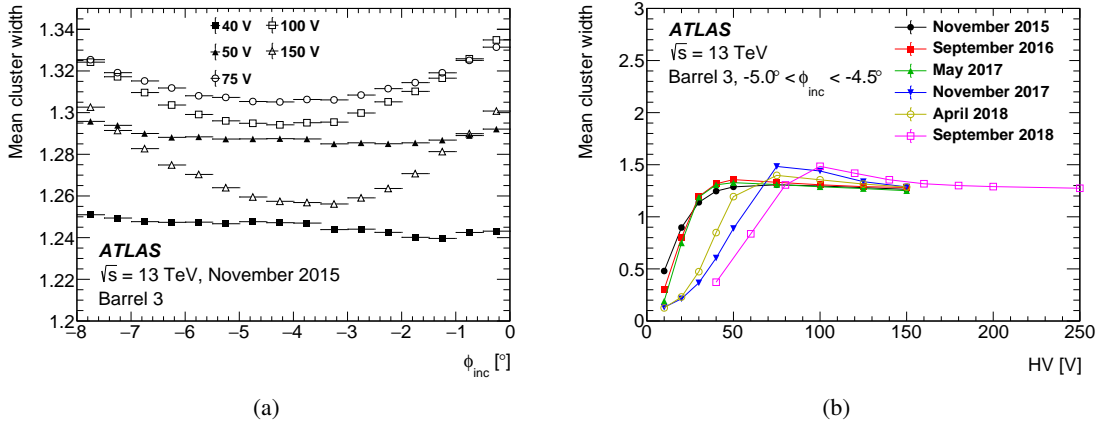 Mean cluster width
1.34
1.32
1.3
1.28
1.26
1.24
1.22
1.2
40 V
100 V
50 V
150 V
75 V
ATLAS
√s = 13 TeV, November 2015
Barrel 3
−8 −7 −6 −5 −4 −3 −2 −1 0
ϕinc [°]
(a)
Mean cluster width
3
2.5
2
1.5
1
0.5
0
ATLAS
√s = 13 TeV
Barrel 3, -5.0° < ϕinc < -4.5°
November 2015
September 2016
May 2017
November 2017
April 2018
September 2018
0 50 100 150 200 250
HV [V]
(b)